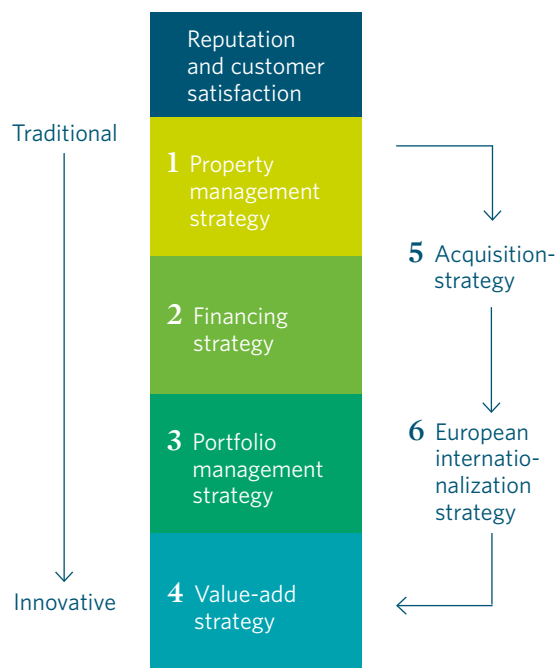 Reputation
and customer
satisfaction
Traditional
1 Property
management
strategy
2 Financing
strategy
3 Portfolio
management
strategy
4 Value-add
strategy
Innovative
5 Acquisition-
strategy
6 European
internatio-
nalization
strategy